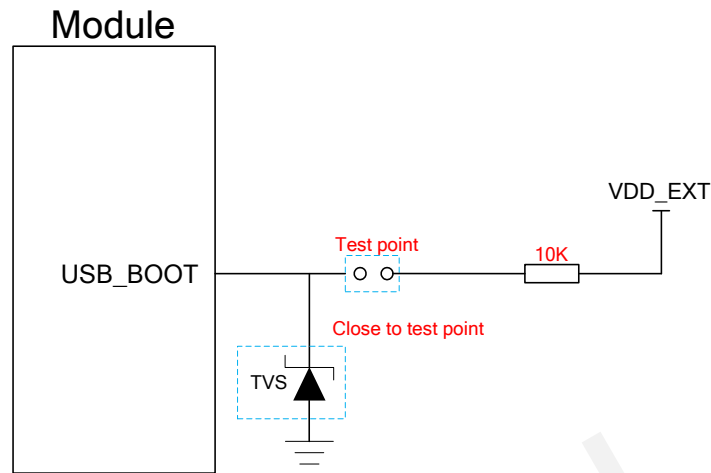 Module
VDD_EXT
Test point
10K
USB_BOOT
Close to test point
TVS